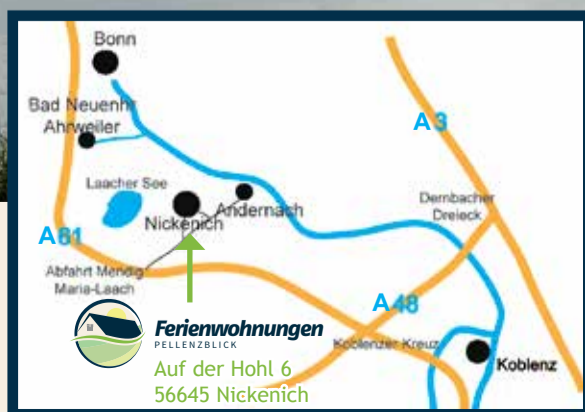 Bonn
Bad Neuenhr
Ahrweiler
A3
Laacher See
Nickenich
Andernach
Dernbacher
Dreieck
A61
Abfahrt Mendig
Maria-Laach
A48
Koblenzer Kreuz
Koblenz
Ferienwohnungen
PELLENZBLICK
Auf der Hohl 6
56645 Nickenich